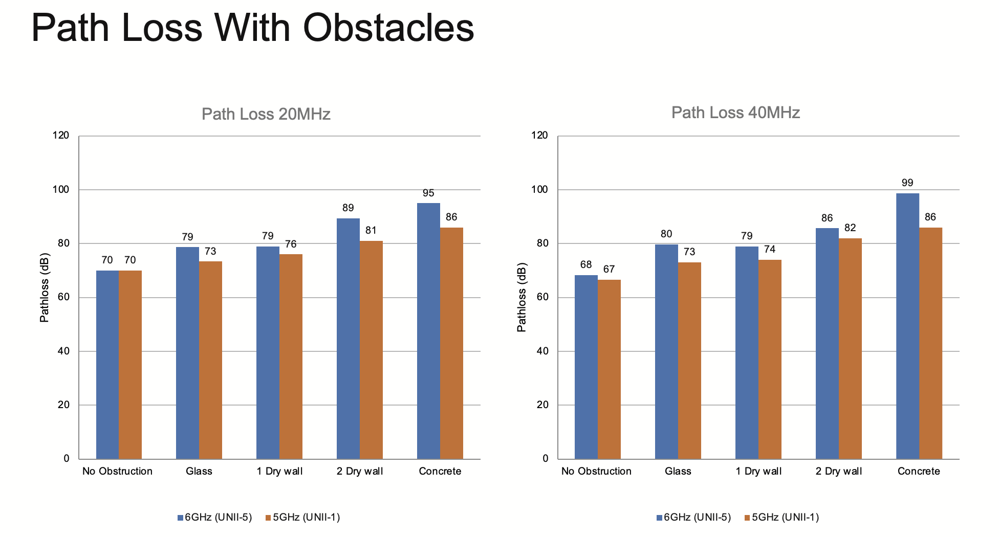 Path Loss With Obstacles
Path Loss 20MHz
120
100
80
60
40
20
0
Pathloss (dB)
70 70
79 73
79 76
89 81
95 86
No Obstruction Glass 1 Dry wall 2 Dry wall Concrete
6GHz (UNII-5) 5GHz (UNII-1)
Path Loss 40MHz
120
100
80
60
40
20
0
Pathloss (dB)
68 67
80 73
79 74
86 82
99 86
No Obstruction Glass 1 Dry wall 2 Dry wall Concrete
6GHz (UNII-5) 5GHz (UNII-1)